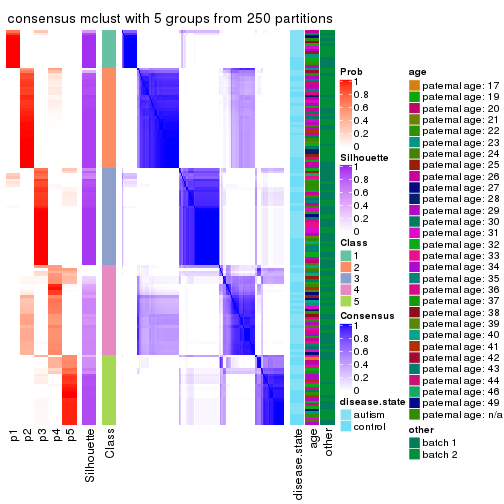 consensus mclust with 5 groups from 250 partitions
p1
p2
p3
p4
p5
Silhouette
Class
disease.state
age
other
Prob
1
0.8
0.6
0.4
0.2
0
Silhouette
1
0.8
0.6
0.4
0.2
0
Class
1
2
3
4
5
Consensus
1
0.8
0.6
0.4
0.2
0
disease.state
autism
control
age
paternal age: 17
paternal age: 19
paternal age: 20
paternal age: 21
paternal age: 22
paternal age: 23
paternal age: 24
paternal age: 25
paternal age: 26
paternal age: 27
paternal age: 28
paternal age: 29
paternal age: 30
paternal age: 31
paternal age: 32
paternal age: 33
paternal age: 34
paternal age: 35
paternal age: 36
paternal age: 37
paternal age: 38
paternal age: 39
paternal age: 40
paternal age: 41
paternal age: 42
paternal age: 43
paternal age: 44
paternal age: 46
paternal age: 49
paternal age: n/a
other
batch 1
batch 2